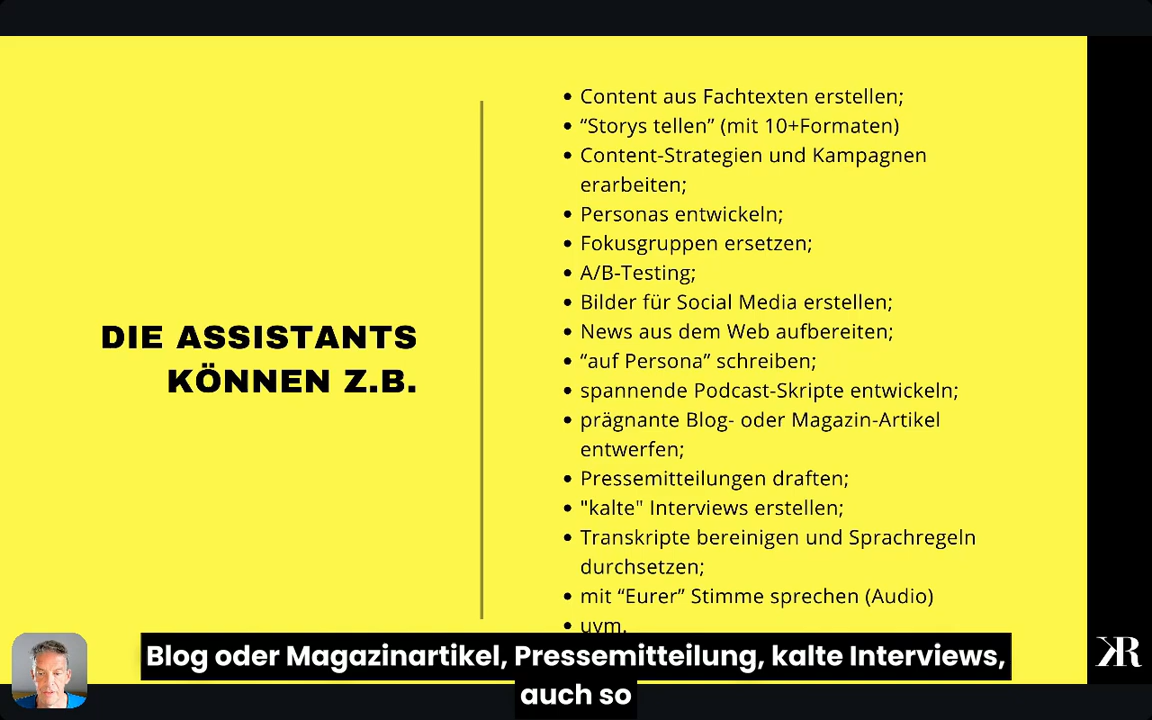 DIE ASSISTANTS
KÖNNEN Z.B.
• Content aus Fachtexten erstellen;
• “Storys tellen” (mit 10+Formaten)
• Content-Strategien und Kampagnen
erarbeiten;
• Personas entwickeln;
• Fokusgruppen ersetzen;
• A/B-Testing;
• Bilder für Social Media erstellen;
• News aus dem Web aufbereiten;
• “auf Persona” schreiben;
• spannende Podcast-Skripte entwickeln;
• prägnante Blog- oder Magazin-Artikel
entwerfen;
• Pressemitteilungen draften;
• "kalte" Interviews erstellen;
• Transkripte bereinigen und Sprachregeln
durchsetzen;
• mit “Eurer” Stimme sprechen (Audio)
• uvm.
Blog oder Magazinartikel, Pressemitteilung, kalte Interviews,
auch so
KR